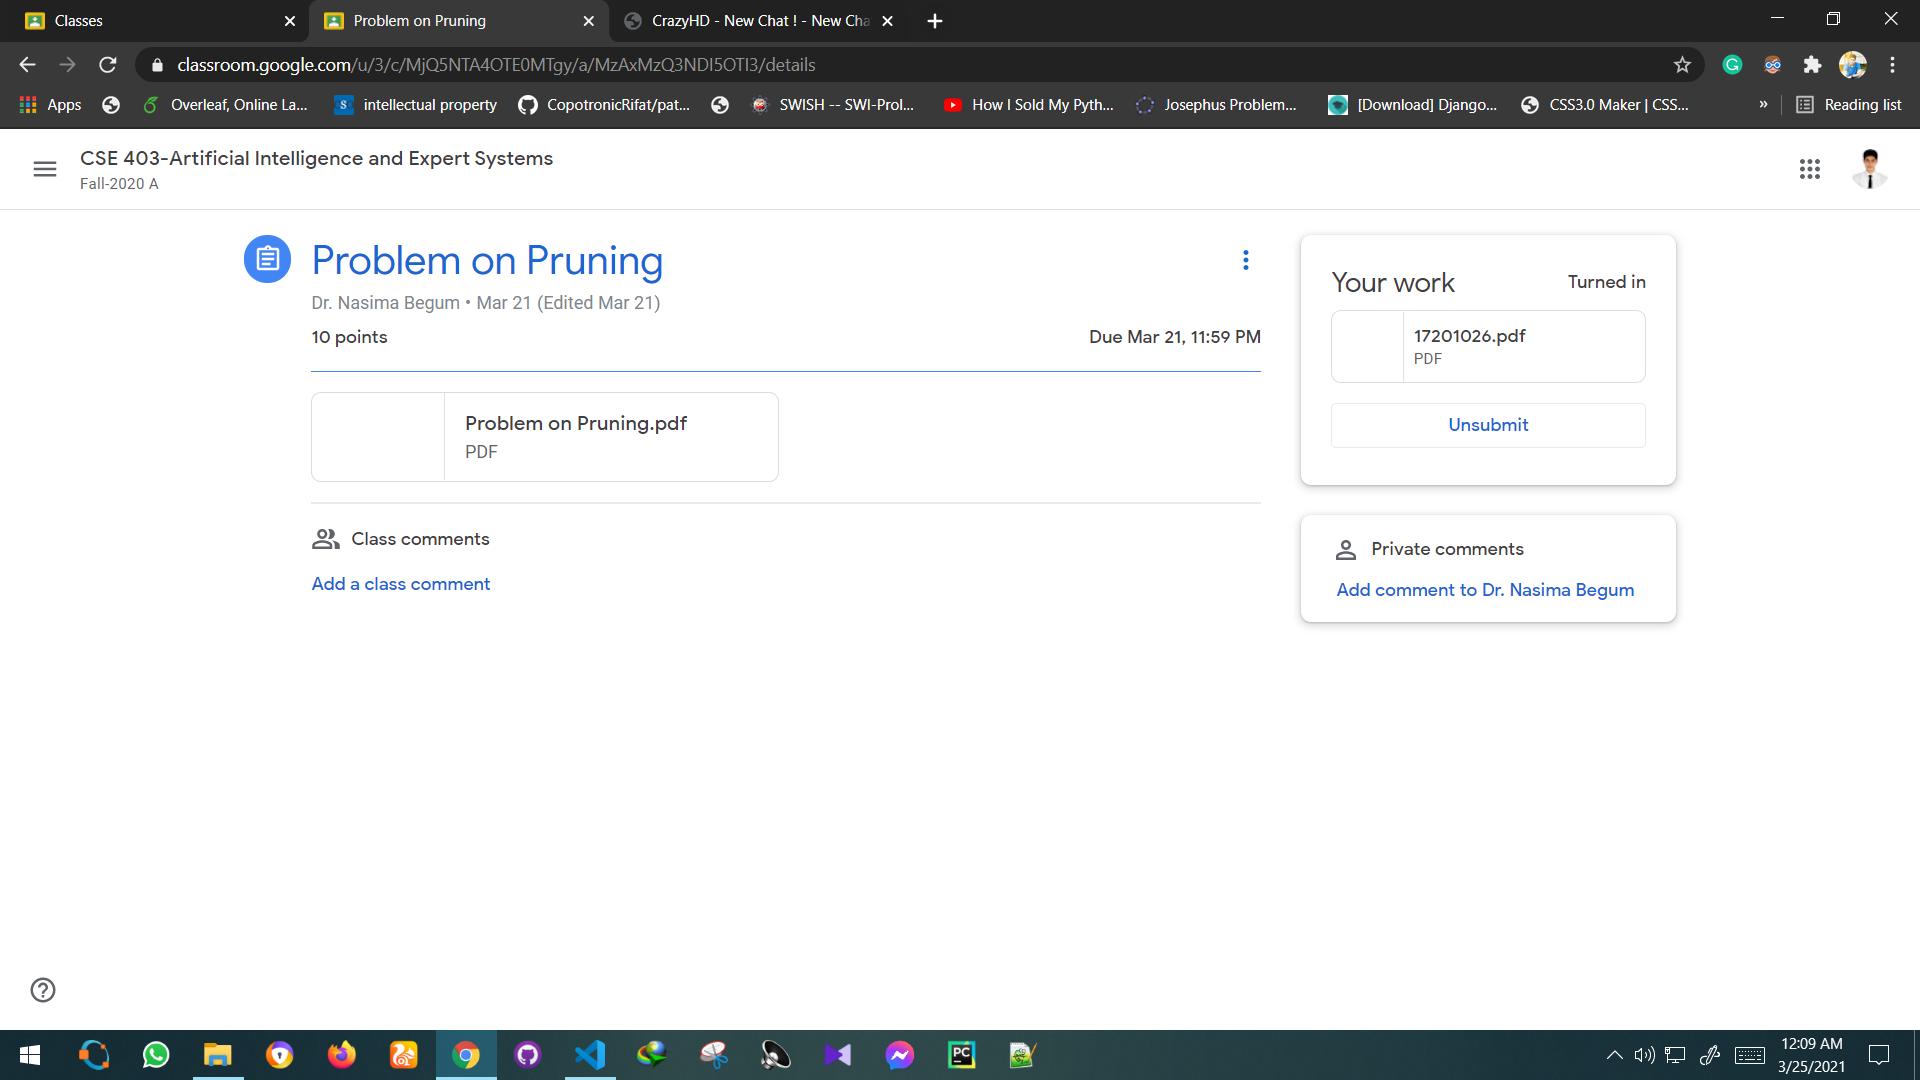 Classes
Problem on Pruning
CrazyHD - New Chat ! - New Cha
classroom.google.com/u/3/c/MjQ5NTA4OTE0MTgy/a/MzAxMzQ3NDI5OTI3/details
Apps
Overleaf, Online La...
intellectual property
CopotronicRifat/pat...
SWISH -- SWI-Prol...
How I Sold My Pyth...
Josephus Problem...
[Download] Django...
CSS3.0 Maker | CSS...
»
Reading list
CSE 403-Artificial Intelligence and Expert Systems
Fall-2020 A
Problem on Pruning
Dr. Nasima Begum • Mar 21 (Edited Mar 21)
10 points
Due Mar 21, 11:59 PM
Problem on Pruning.pdf
PDF
Class comments
Add a class comment
Your work
Turned in
17201026.pdf
PDF
Unsubmit
Private comments
Add comment to Dr. Nasima Begum
12:09 AM
3/25/2021